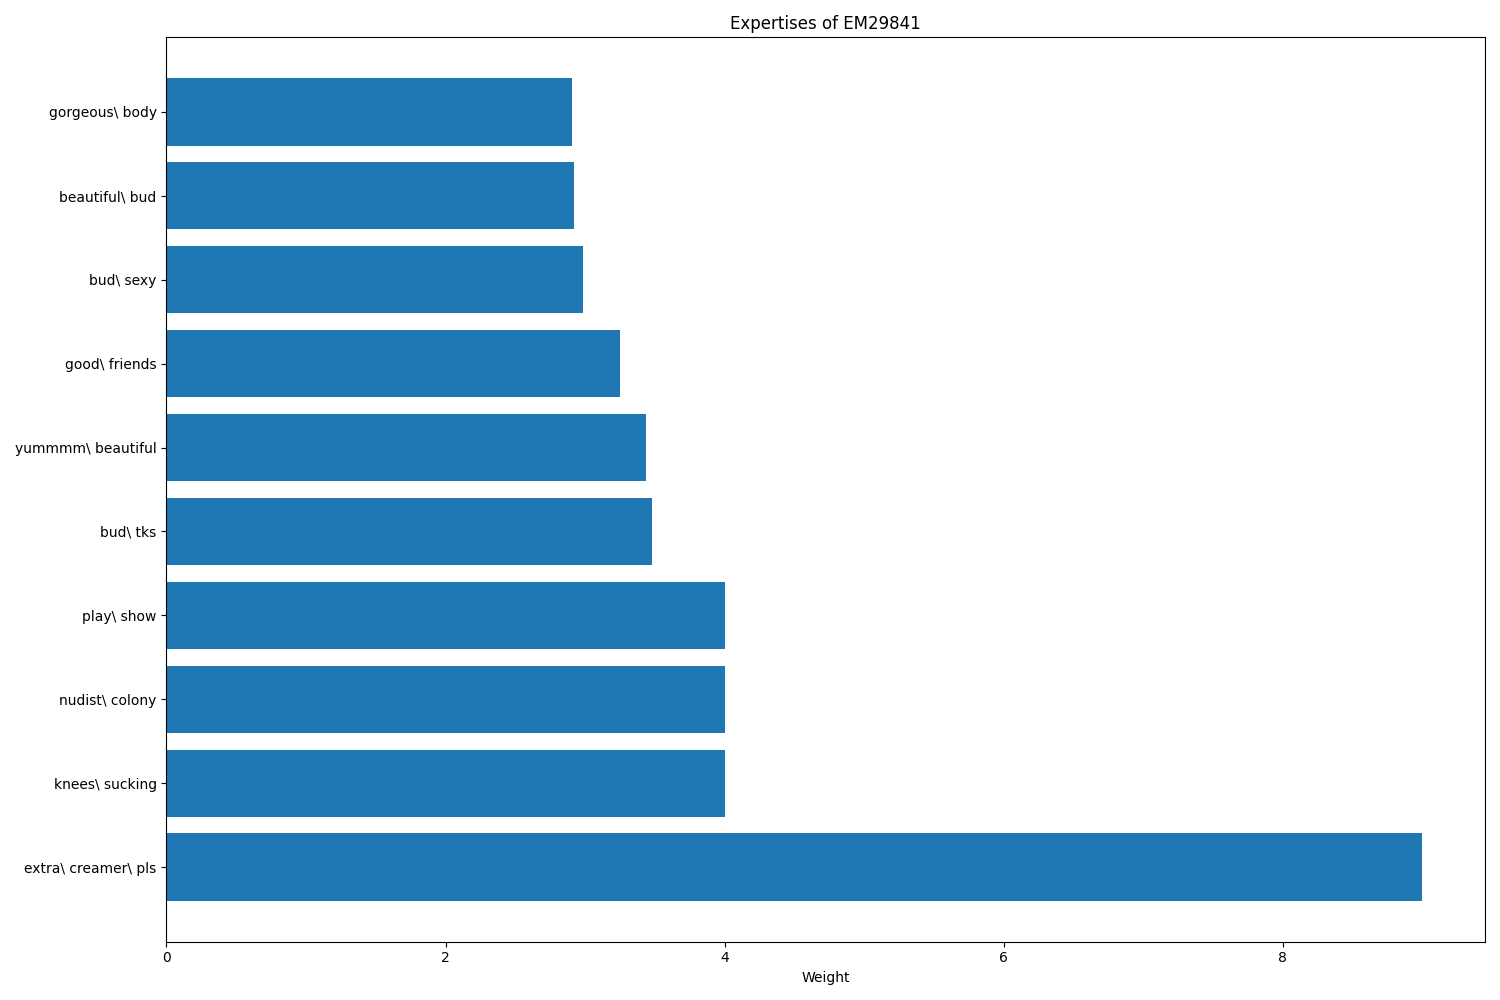 Expertises of EM29841
gorgeous\ body
beautiful\ bud
bud\ sexy
good\ friends
yummmm\ beautiful
bud\ tks
play\ show
nudist\ colony
knees\ sucking
extra\ creamer\ pls
0 2 4 6 8
Weight